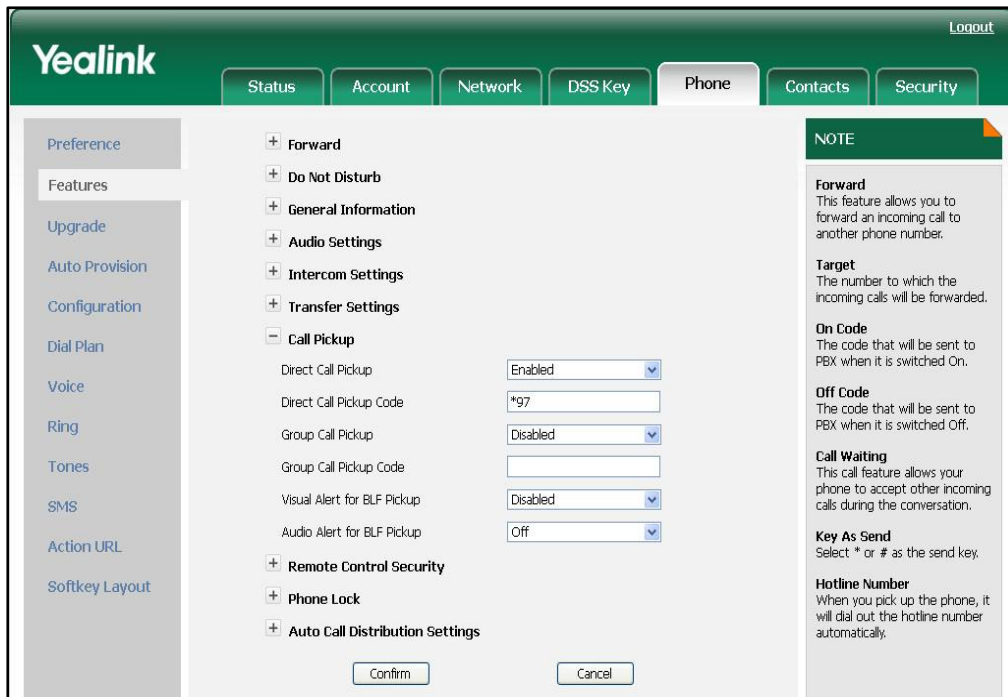 Logout
Yealink
Status
Account
Network
DSS Key
Phone
Contacts
Security
Preference
Features
Upgrade
Auto Provision
Configuration
Dial Plan
Voice
Ring
Tones
SMS
Action URL
Softkey Layout
Forward
Do Not Disturb
General Information
Audio Settings
Intercom Settings
Transfer Settings
Call Pickup
Direct Call Pickup Enabled
Direct Call Pickup Code *97
Group Call Pickup Disabled
Group Call Pickup Code
Visual Alert for BLF Pickup Disabled
Audio Alert for BLF Pickup Off
Remote Control Security
Phone Lock
Auto Call Distribution Settings
Confirm
Cancel
NOTE
Forward
This feature allows you to
forward an incoming call to
another phone number.
Target
The number to which the
incoming calls will be forwarded.
On Code
The code that will be sent to
PBX when it is switched On.
Off Code
The code that will be sent to
PBX when it is switched Off.
Call Waiting
This call feature allows your
phone to accept other incoming
calls during the conversation.
Key As Send
Select * or # as the send key.
Hotline Number
When you pick up the phone, it
will dial out the hotline number
automatically.